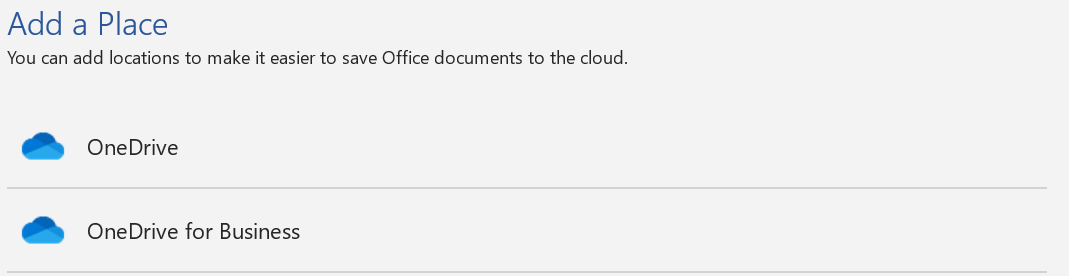 Add a Place
You can add locations to make it easier to save Office documents to the cloud.
OneDrive
OneDrive for Business